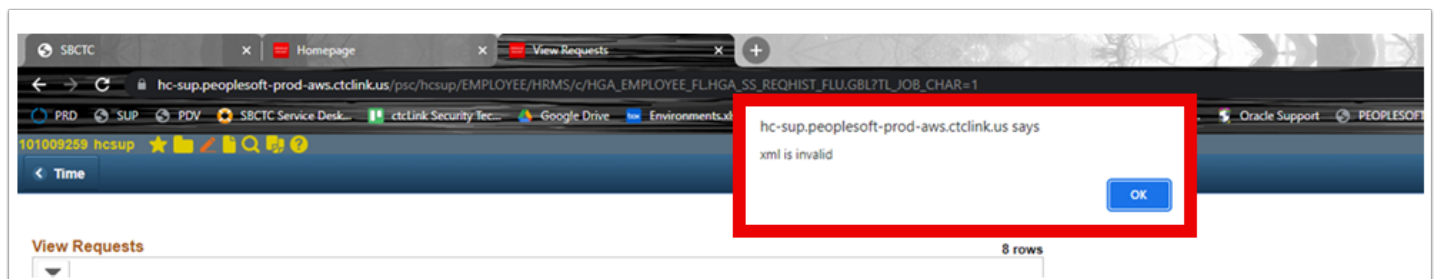 SBCTC
Homepage
View Requests
hc-sup.peoplesoft-prod-aws.ctclink.us/psc/hcsup/EMPLOYEE/HRMS/c/HGA_EMPLOYEE_FL.HGA_SS_REQHIST_FLU.GBL?TL_JOB_CHAR=1
PRD SUP PDV SBCTC Service Desk... ctcLink Security Tec... Google Drive Environments.xl Oracle Support PEOPLESOFT
hc-sup.peoplesoft-prod-aws.ctclink.us says
xml is invalid
OK
101009259 hcsup
Time
View Requests
8 rows